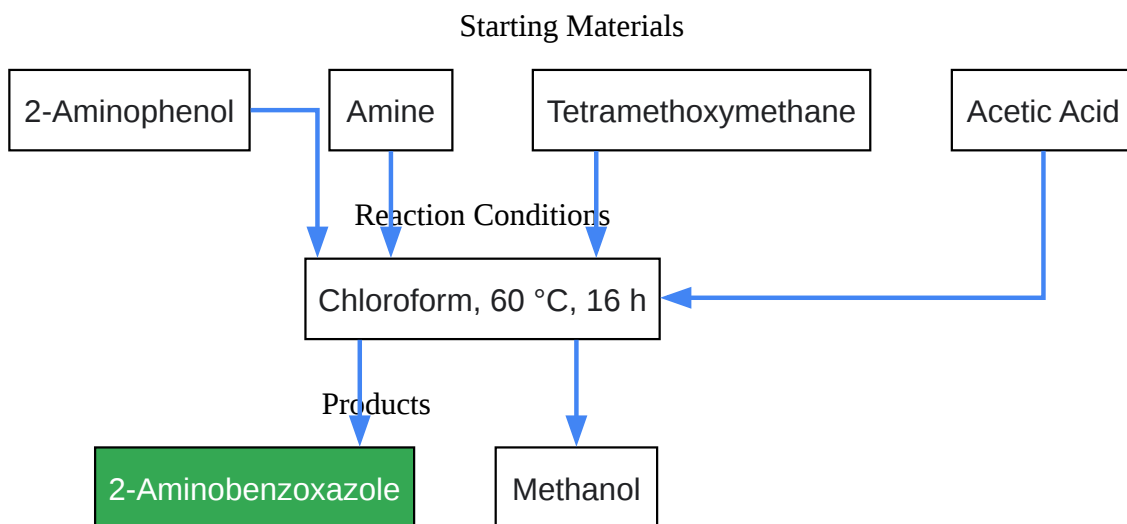 Starting Materials
2-Aminophenol
Amine
Tetramethoxymethane
Acetic Acid
Reaction Conditions
Chloroform, 60 °C, 16 h
Products
2-Aminobenzoxazole
Methanol